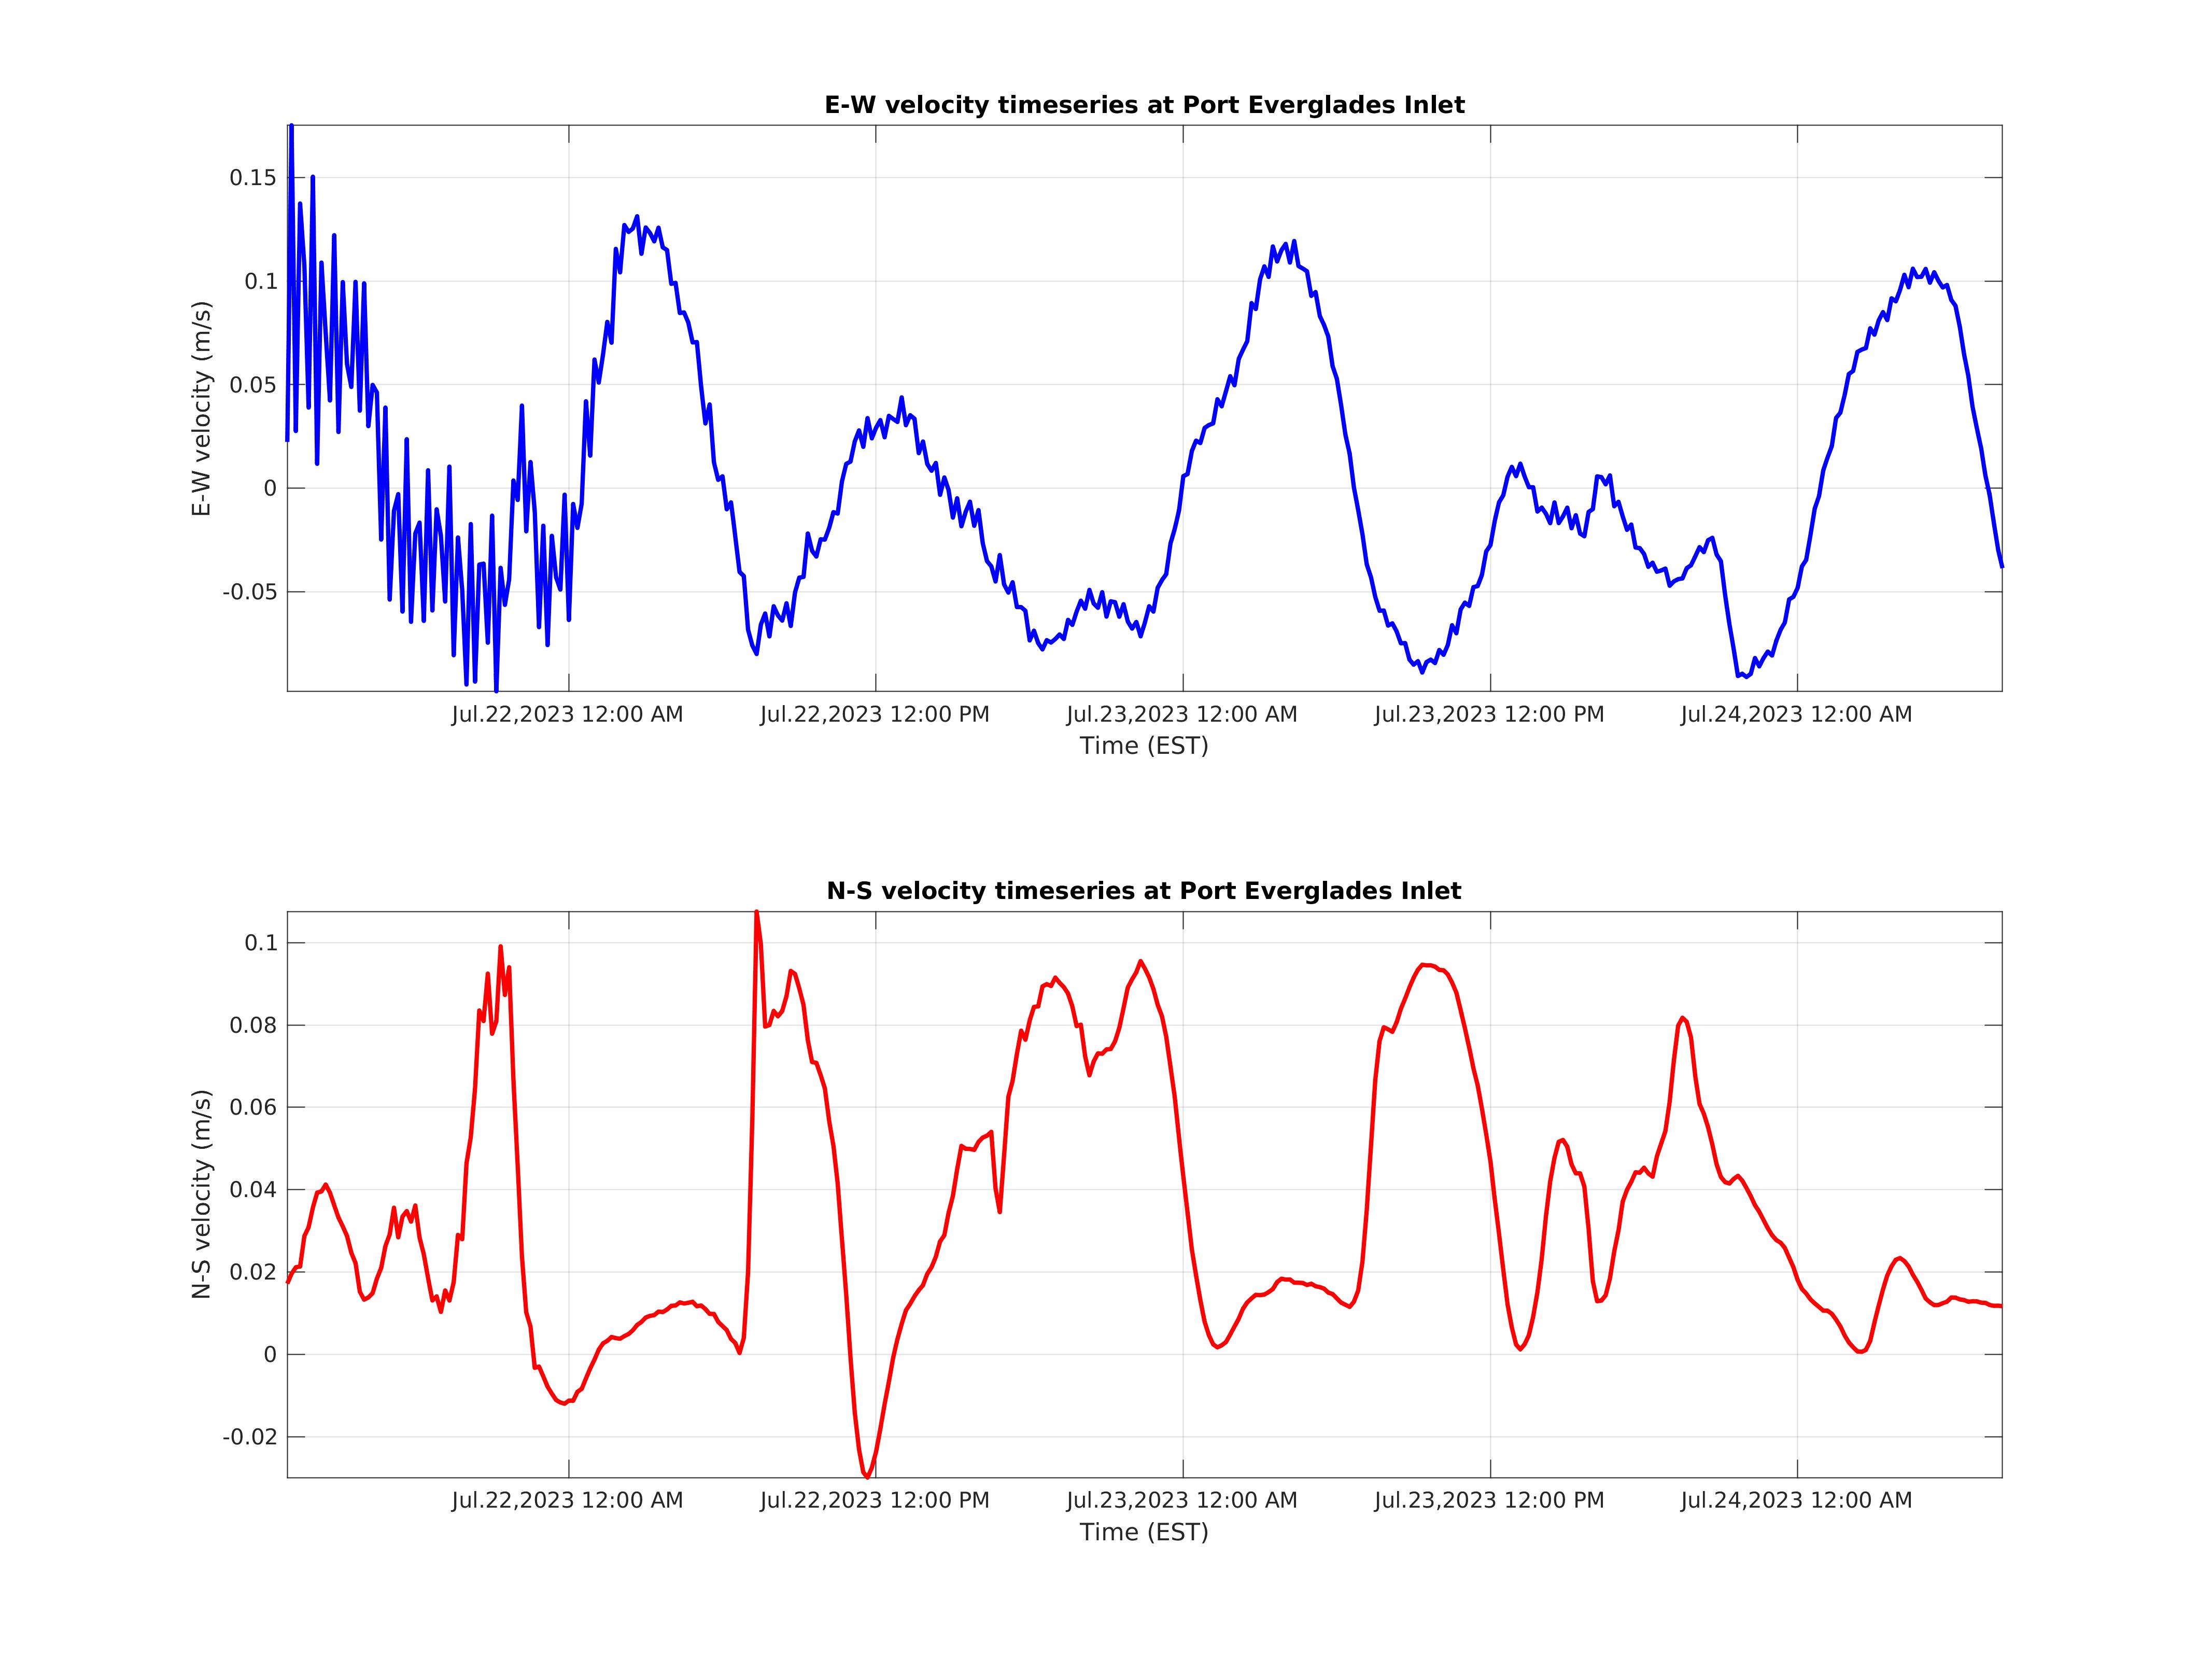 E-W velocity timeseries at Port Everglades Inlet
E-W velocity (m/s)
0.15
0.1
0.05
0
-0.05
Jul.22,2023 12:00 AM
Jul.22,2023 12:00 PM
Jul.23,2023 12:00 AM
Jul.23,2023 12:00 PM
Jul.24,2023 12:00 AM
Time (EST)
N-S velocity timeseries at Port Everglades Inlet
N-S velocity (m/s)
0.1
0.08
0.06
0.04
0.02
0
-0.02
Jul.22,2023 12:00 AM
Jul.22,2023 12:00 PM
Jul.23,2023 12:00 AM
Jul.23,2023 12:00 PM
Jul.24,2023 12:00 AM
Time (EST)